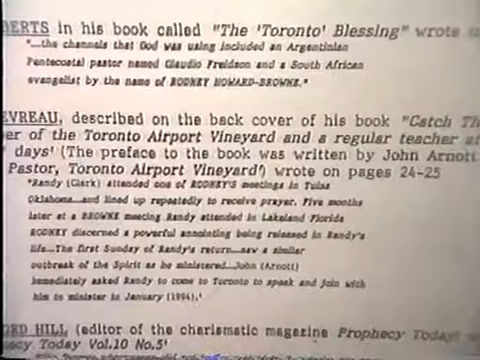 BERTS in his book called "The 'Toronto' Blessing" wrote
"...the channels that God was using included an Argentinian
Pentecostal pastor named Claudio Freidson and a South African
evangelist by the name of RODNEY HOWARD-BROWNE."
EVREAU, described on the back cover of his book "Catch Th
er of the Toronto Airport Vineyard and a regular teacher at
days' (The preface to the book was written by John Arnott
Pastor, Toronto Airport Vineyard') wrote on pages 24-25
"Randy (Clark) attended one of RODNEY'S meetings in Tulsa
Oklahoma...and lined up repeatedly to receive prayer. Five months
later at a BROWNE meeting Randy attended in Lakeland Florida
RODNEY discerned a powerful annointing being released in Randy's
life...The first Sunday of Randy's return...saw a similar
outbreak of the Spirit as he ministered...John (Arnott)
immediately asked Randy to come to Toronto to speak and join with
him to minister in January (1994).'
ORD HILL (editor of the charismatic magazine Prophecy Today
ecy Today Vol.10 No.5'